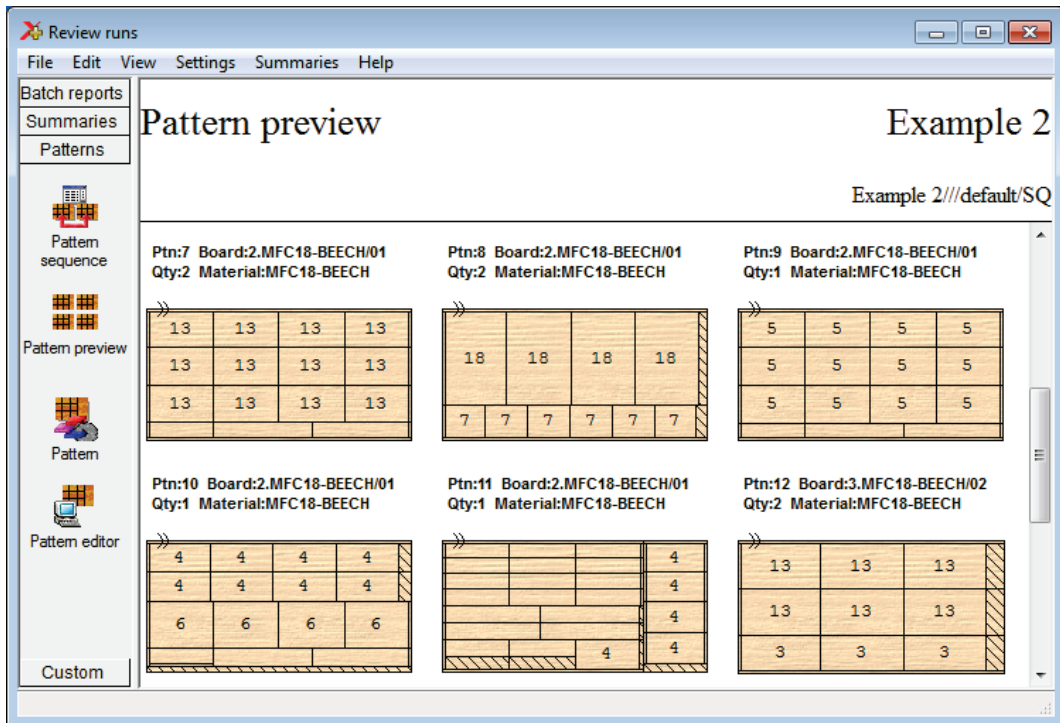 Review runs
File Edit View Settings Summaries Help
Batch reports
Summaries
Patterns
Pattern sequence
Pattern preview
Pattern
Pattern editor
Custom
Pattern preview
Example 2
Example 2///default/SQ
Ptn:7 Board:2.MFC18-BEECH/01
Qty:2 Material:MFC18-BEECH
13 13 13 13
13 13 13 13
13 13 13 13
Ptn:8 Board:2.MFC18-BEECH/01
Qty:2 Material:MFC18-BEECH
18 18 18 18
7 7 7 7 7 7
Ptn:9 Board:2.MFC18-BEECH/01
Qty:1 Material:MFC18-BEECH
5 5 5 5
5 5 5 5
5 5 5 5
Ptn:10 Board:2.MFC18-BEECH/01
Qty:1 Material:MFC18-BEECH
4 4 4 4
4 4 4 4
6 6 6 6
Ptn:11 Board:2.MFC18-BEECH/01
Qty:1 Material:MFC18-BEECH
4
4
4
4 4
Ptn:12 Board:3.MFC18-BEECH/02
Qty:2 Material:MFC18-BEECH
13 13 13
13 13 13
3 3 3